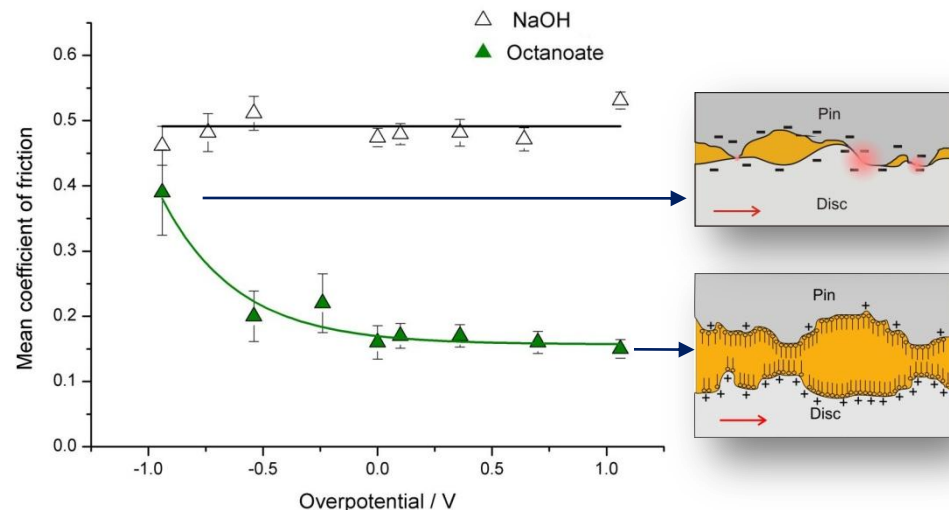 NaOH
Octanoate
0.6
0.5
0.4
0.3
0.2
0.1
0.0
Mean coefficient of friction
-1.0
-0.5
0.0
0.5
1.0
Overpotential / V
Pin
Disc
Pin
Disc